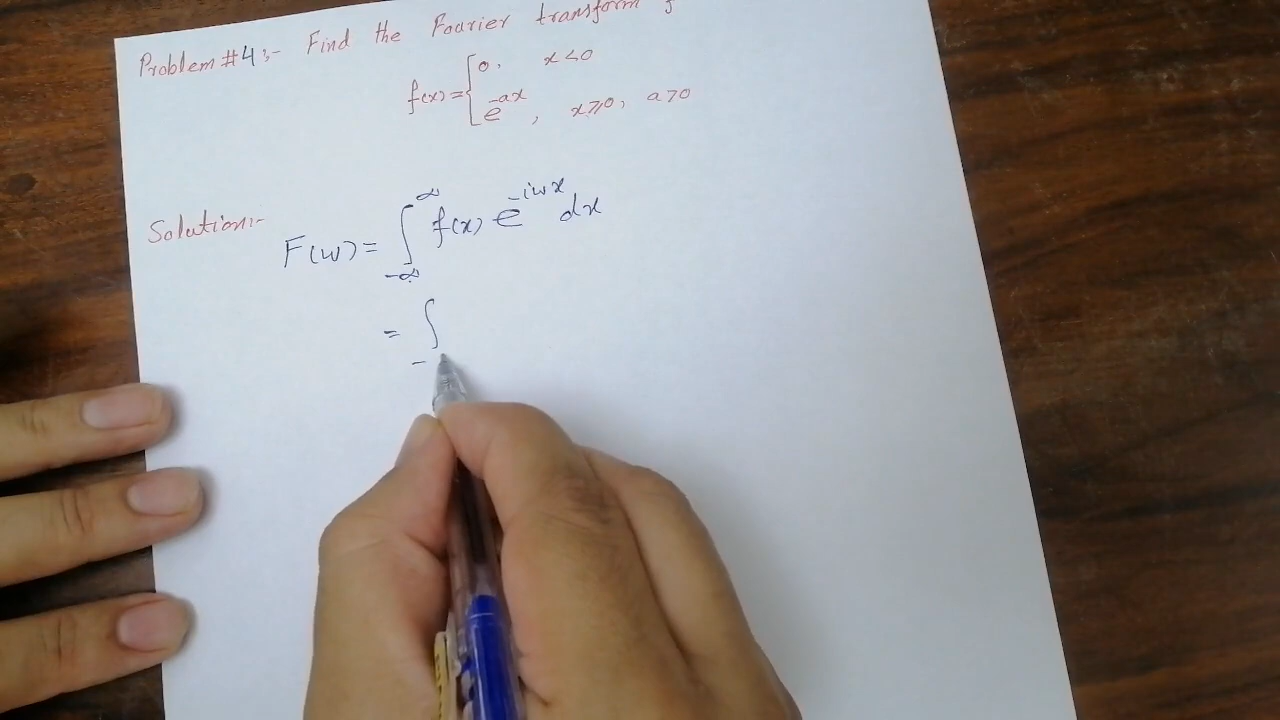 Problem #4:- Find the Fourier transform
f(x) = { 0, x<0
e^-ax, x≥0, a>0
Solution:-
F(w) = ∫_-∞^∞ f(x) e^-iwx dx
= ∫_-